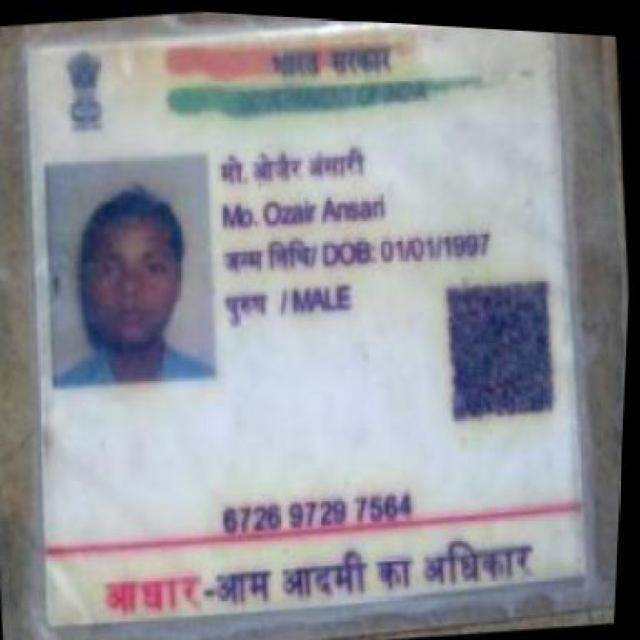 भारत सरकार
GOVERNMENT OF INDIA
मो. ओजैर अंसारी
Mo. Ozair Ansari
जन्म तिथि/ DOB: 01/01/1997
पुरुष / MALE
6726 9729 7564
आधार-आम आदमी का अधिकार